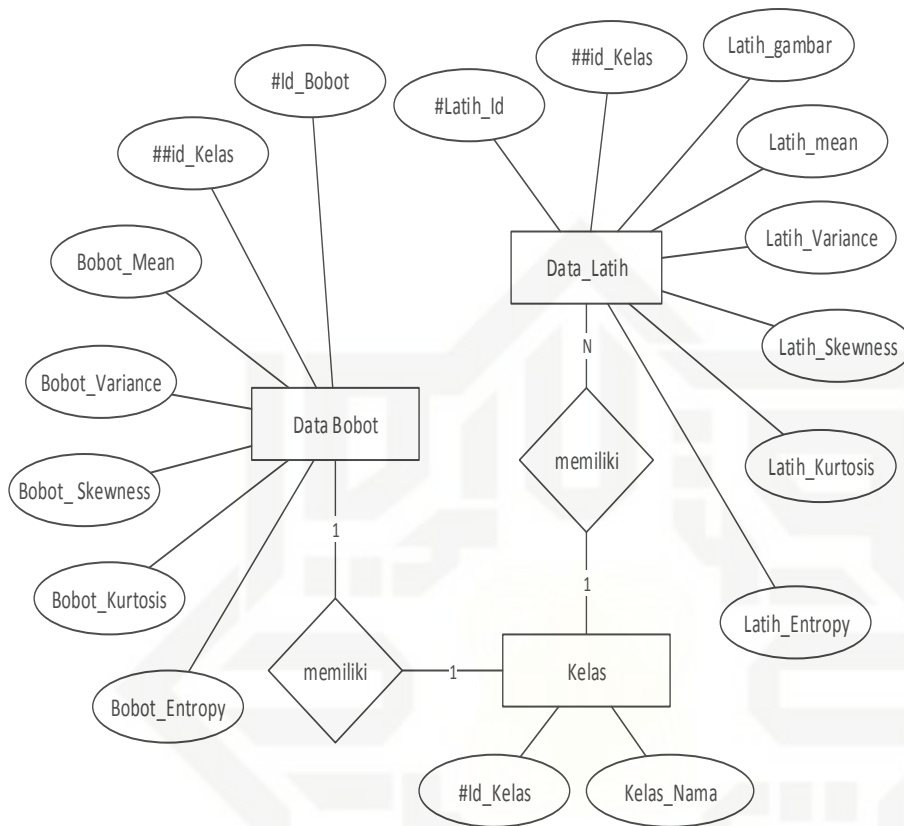 Latih_gambar
##id_Kelas
#Id_Bobot
#Latih_Id
Latih_mean
##id_Kelas
Latih_Variance
Bobot_Mean
Data_Latih
Latih_Skewness
N
Bobot_Variance
Data Bobot
memiliki
Latih_Kurtosis
Bobot_ Skewness
1
1
Bobot_Kurtosis
Latih_Entropy
memiliki
1
Kelas
Bobot_Entropy
#Id_Kelas
Kelas_Nama